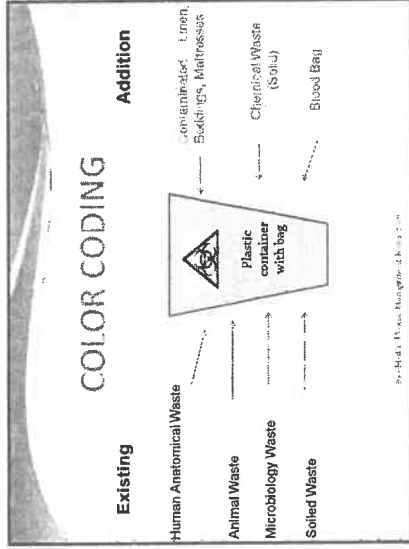 COLOR CODING
Existing
Addition
Human Anatomical Waste
Animal Waste
Microbiology Waste
Soiled Waste
Plastic
container
with bag
Contaminated Linen,
Beddings, Mattresses
Chemical Waste
(Solid)
Blood Bag